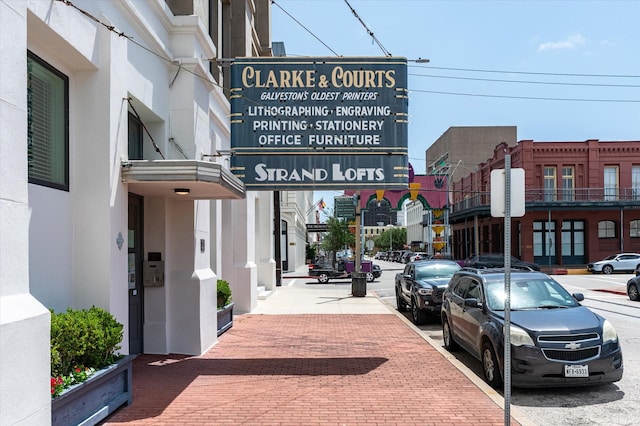 CLARKE & COURTS
GALVESTON'S OLDEST PRINTERS
LITHOGRAPHING • ENGRAVING
PRINTING • STATIONERY
OFFICE FURNITURE
STRAND LOFTS